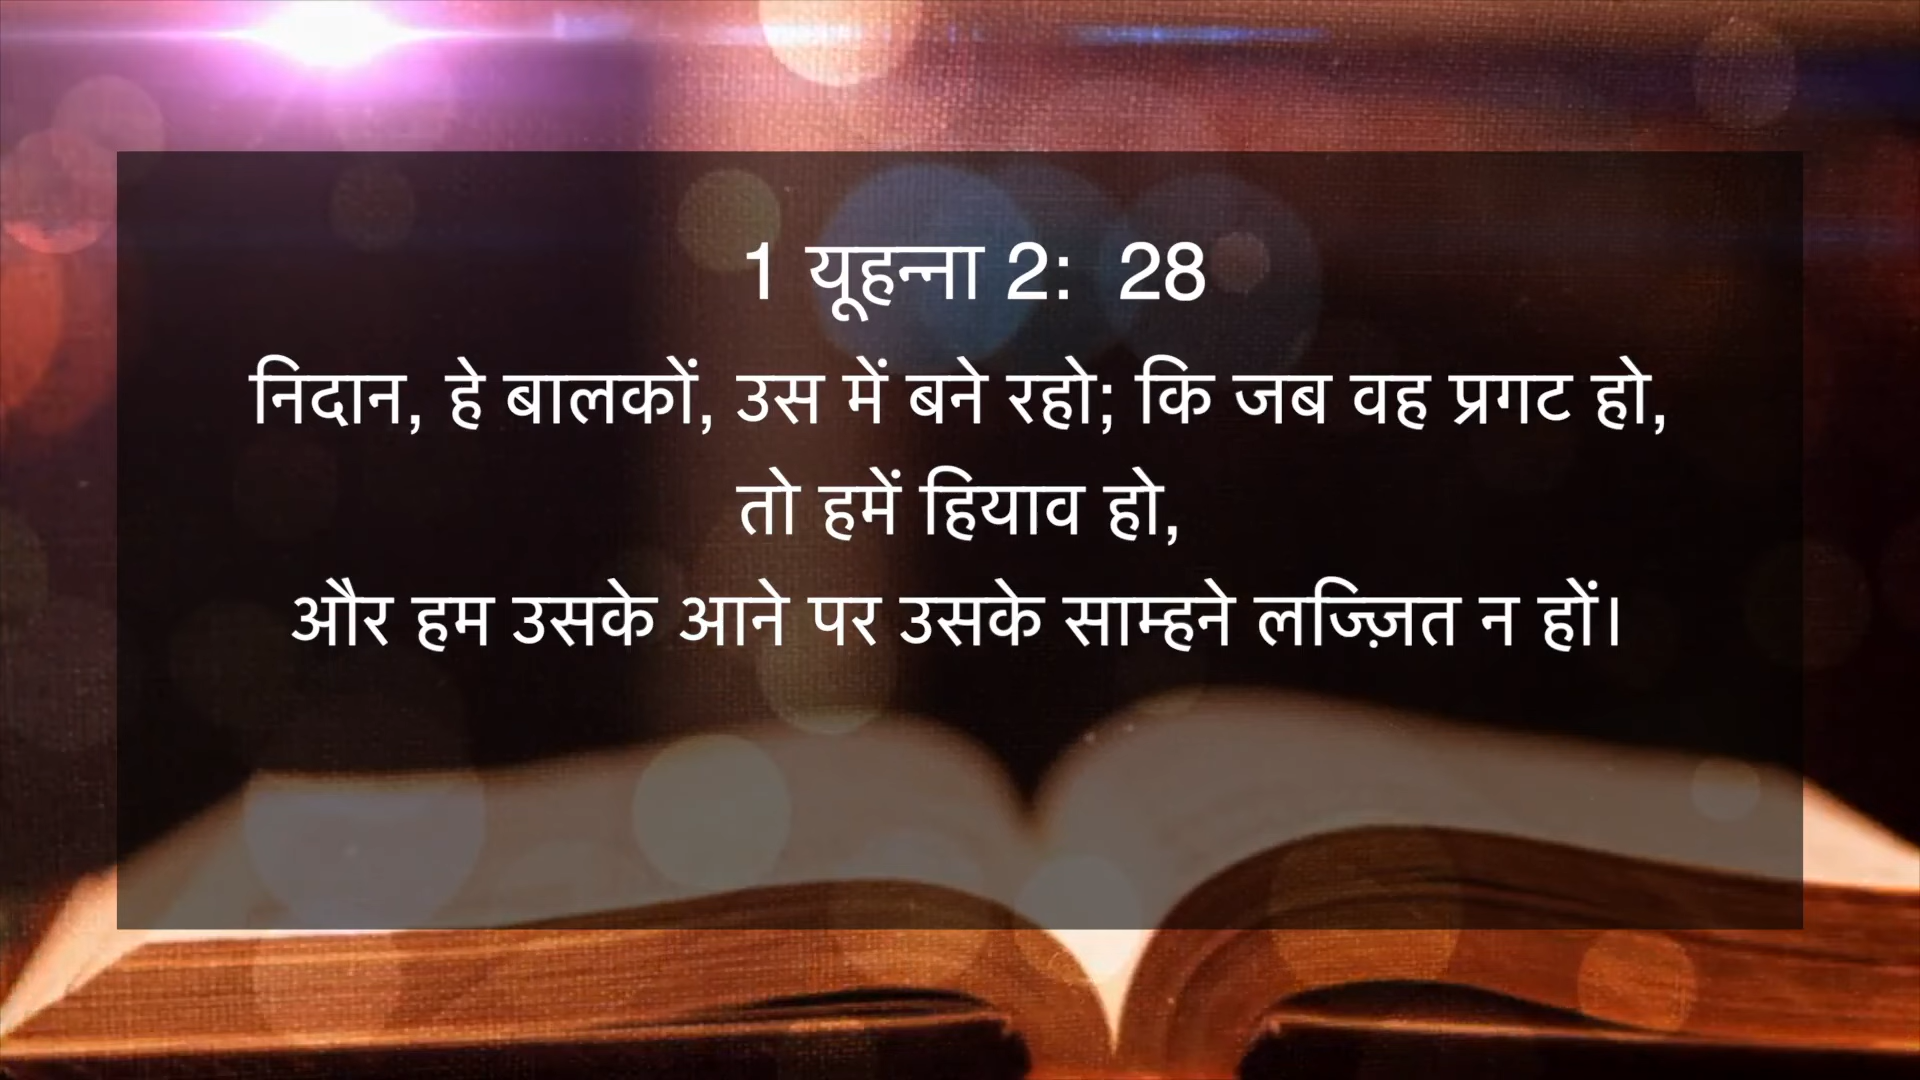 1 यूहन्ना 2:  28
निदान, हे बालकों, उस में बने रहो; कि जब वह प्रगट हो,
तो हमें हियाव हो,
और हम उसके आने पर उसके साम्हने लज्ज़ित न हों।